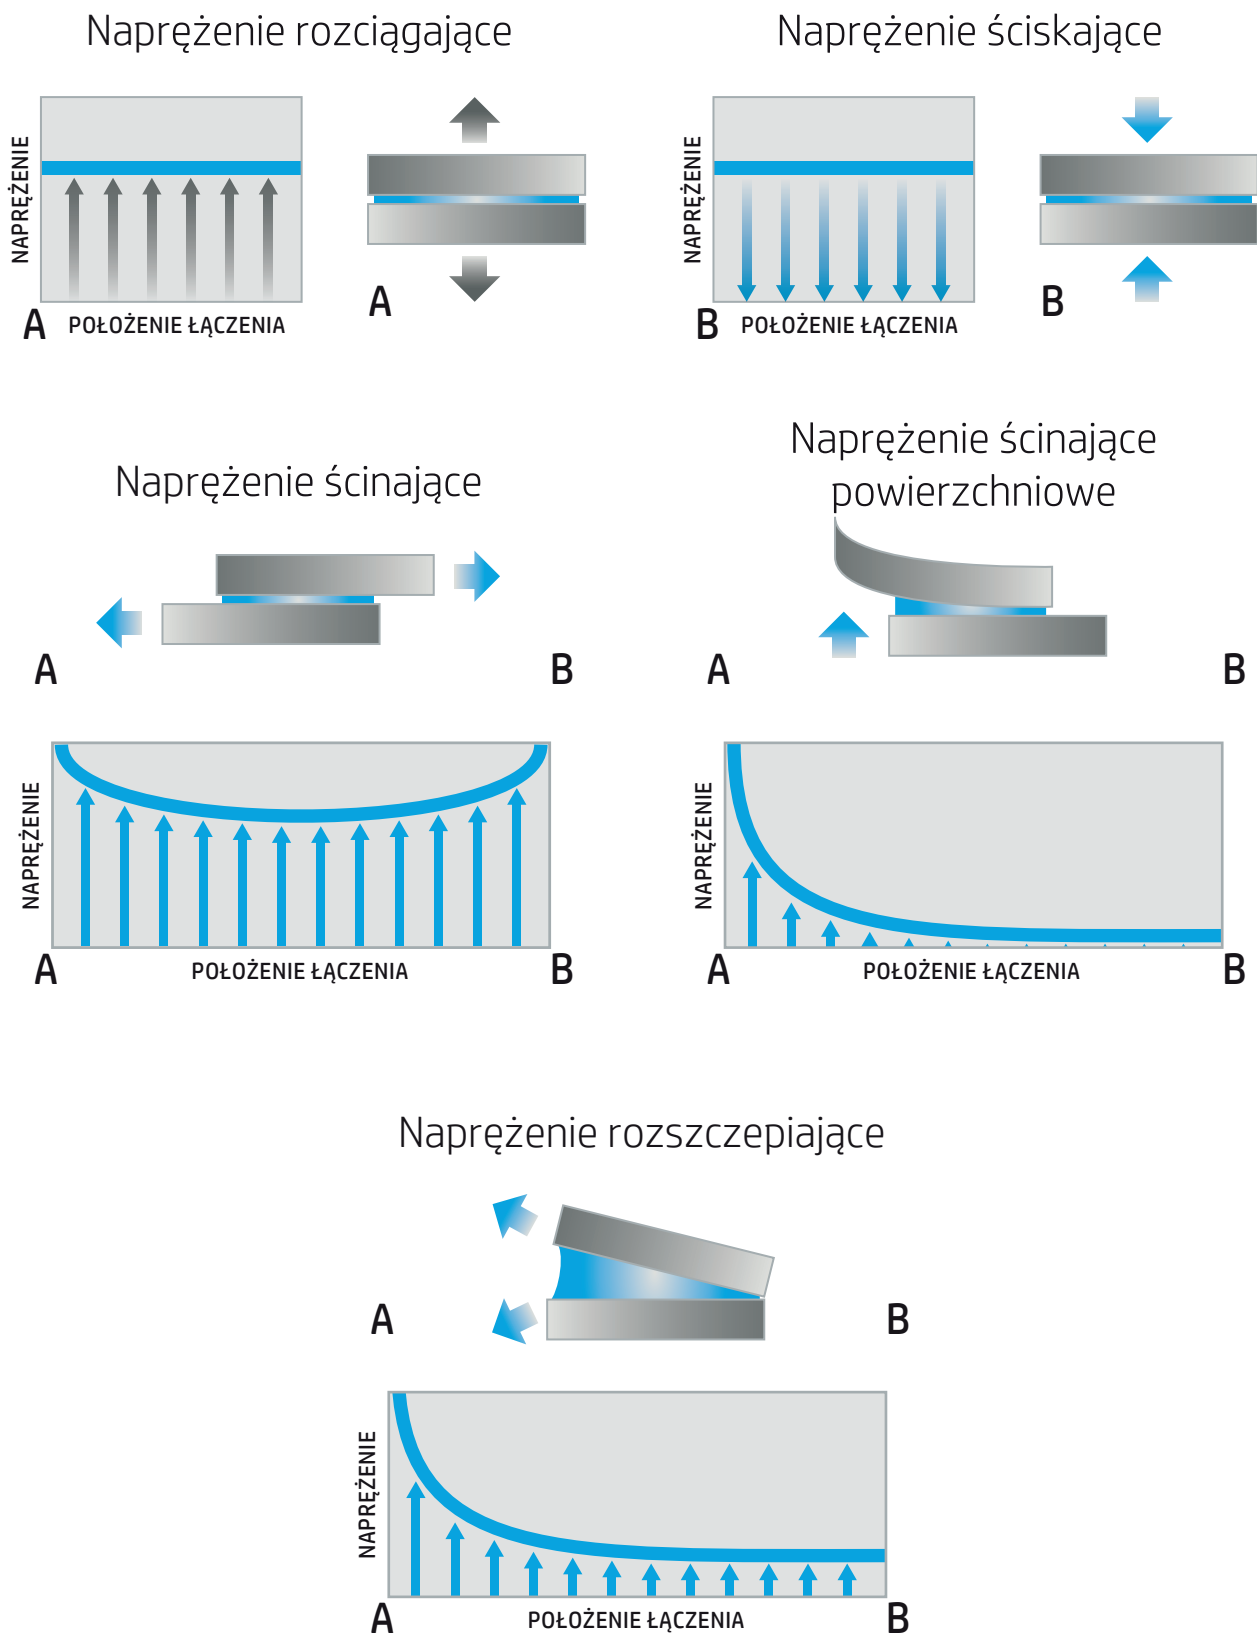 Naprężenie rozciągające
Naprężenie ściskające
NAPRĘŻENIE
A
A POŁOŻENIE ŁĄCZENIA
NAPRĘŻENIE
B
B POŁOŻENIE ŁĄCZENIA
Naprężenie ścinające
A
B
NAPRĘŻENIE
A POŁOŻENIE ŁĄCZENIA B
Naprężenie ścinające
powierzchniowe
A
B
NAPRĘŻENIE
A POŁOŻENIE ŁĄCZENIA B
Naprężenie rozszczepiające
A
B
NAPRĘŻENIE
A POŁOŻENIE ŁĄCZENIA B